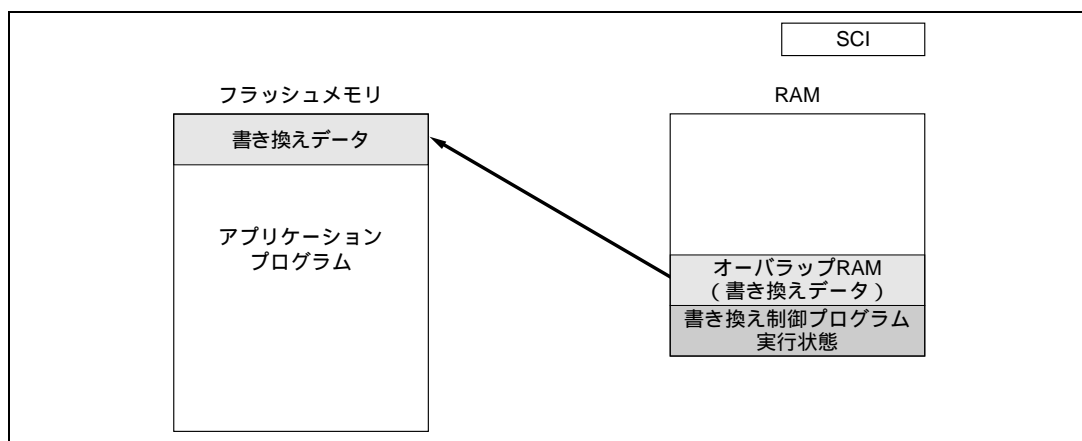 SCI
フラッシュメモリ
RAM
書き換えデータ
アプリケーション
プログラム
オーバラップRAM
(書き換えデータ)
書き換え制御プログラム
実行状態